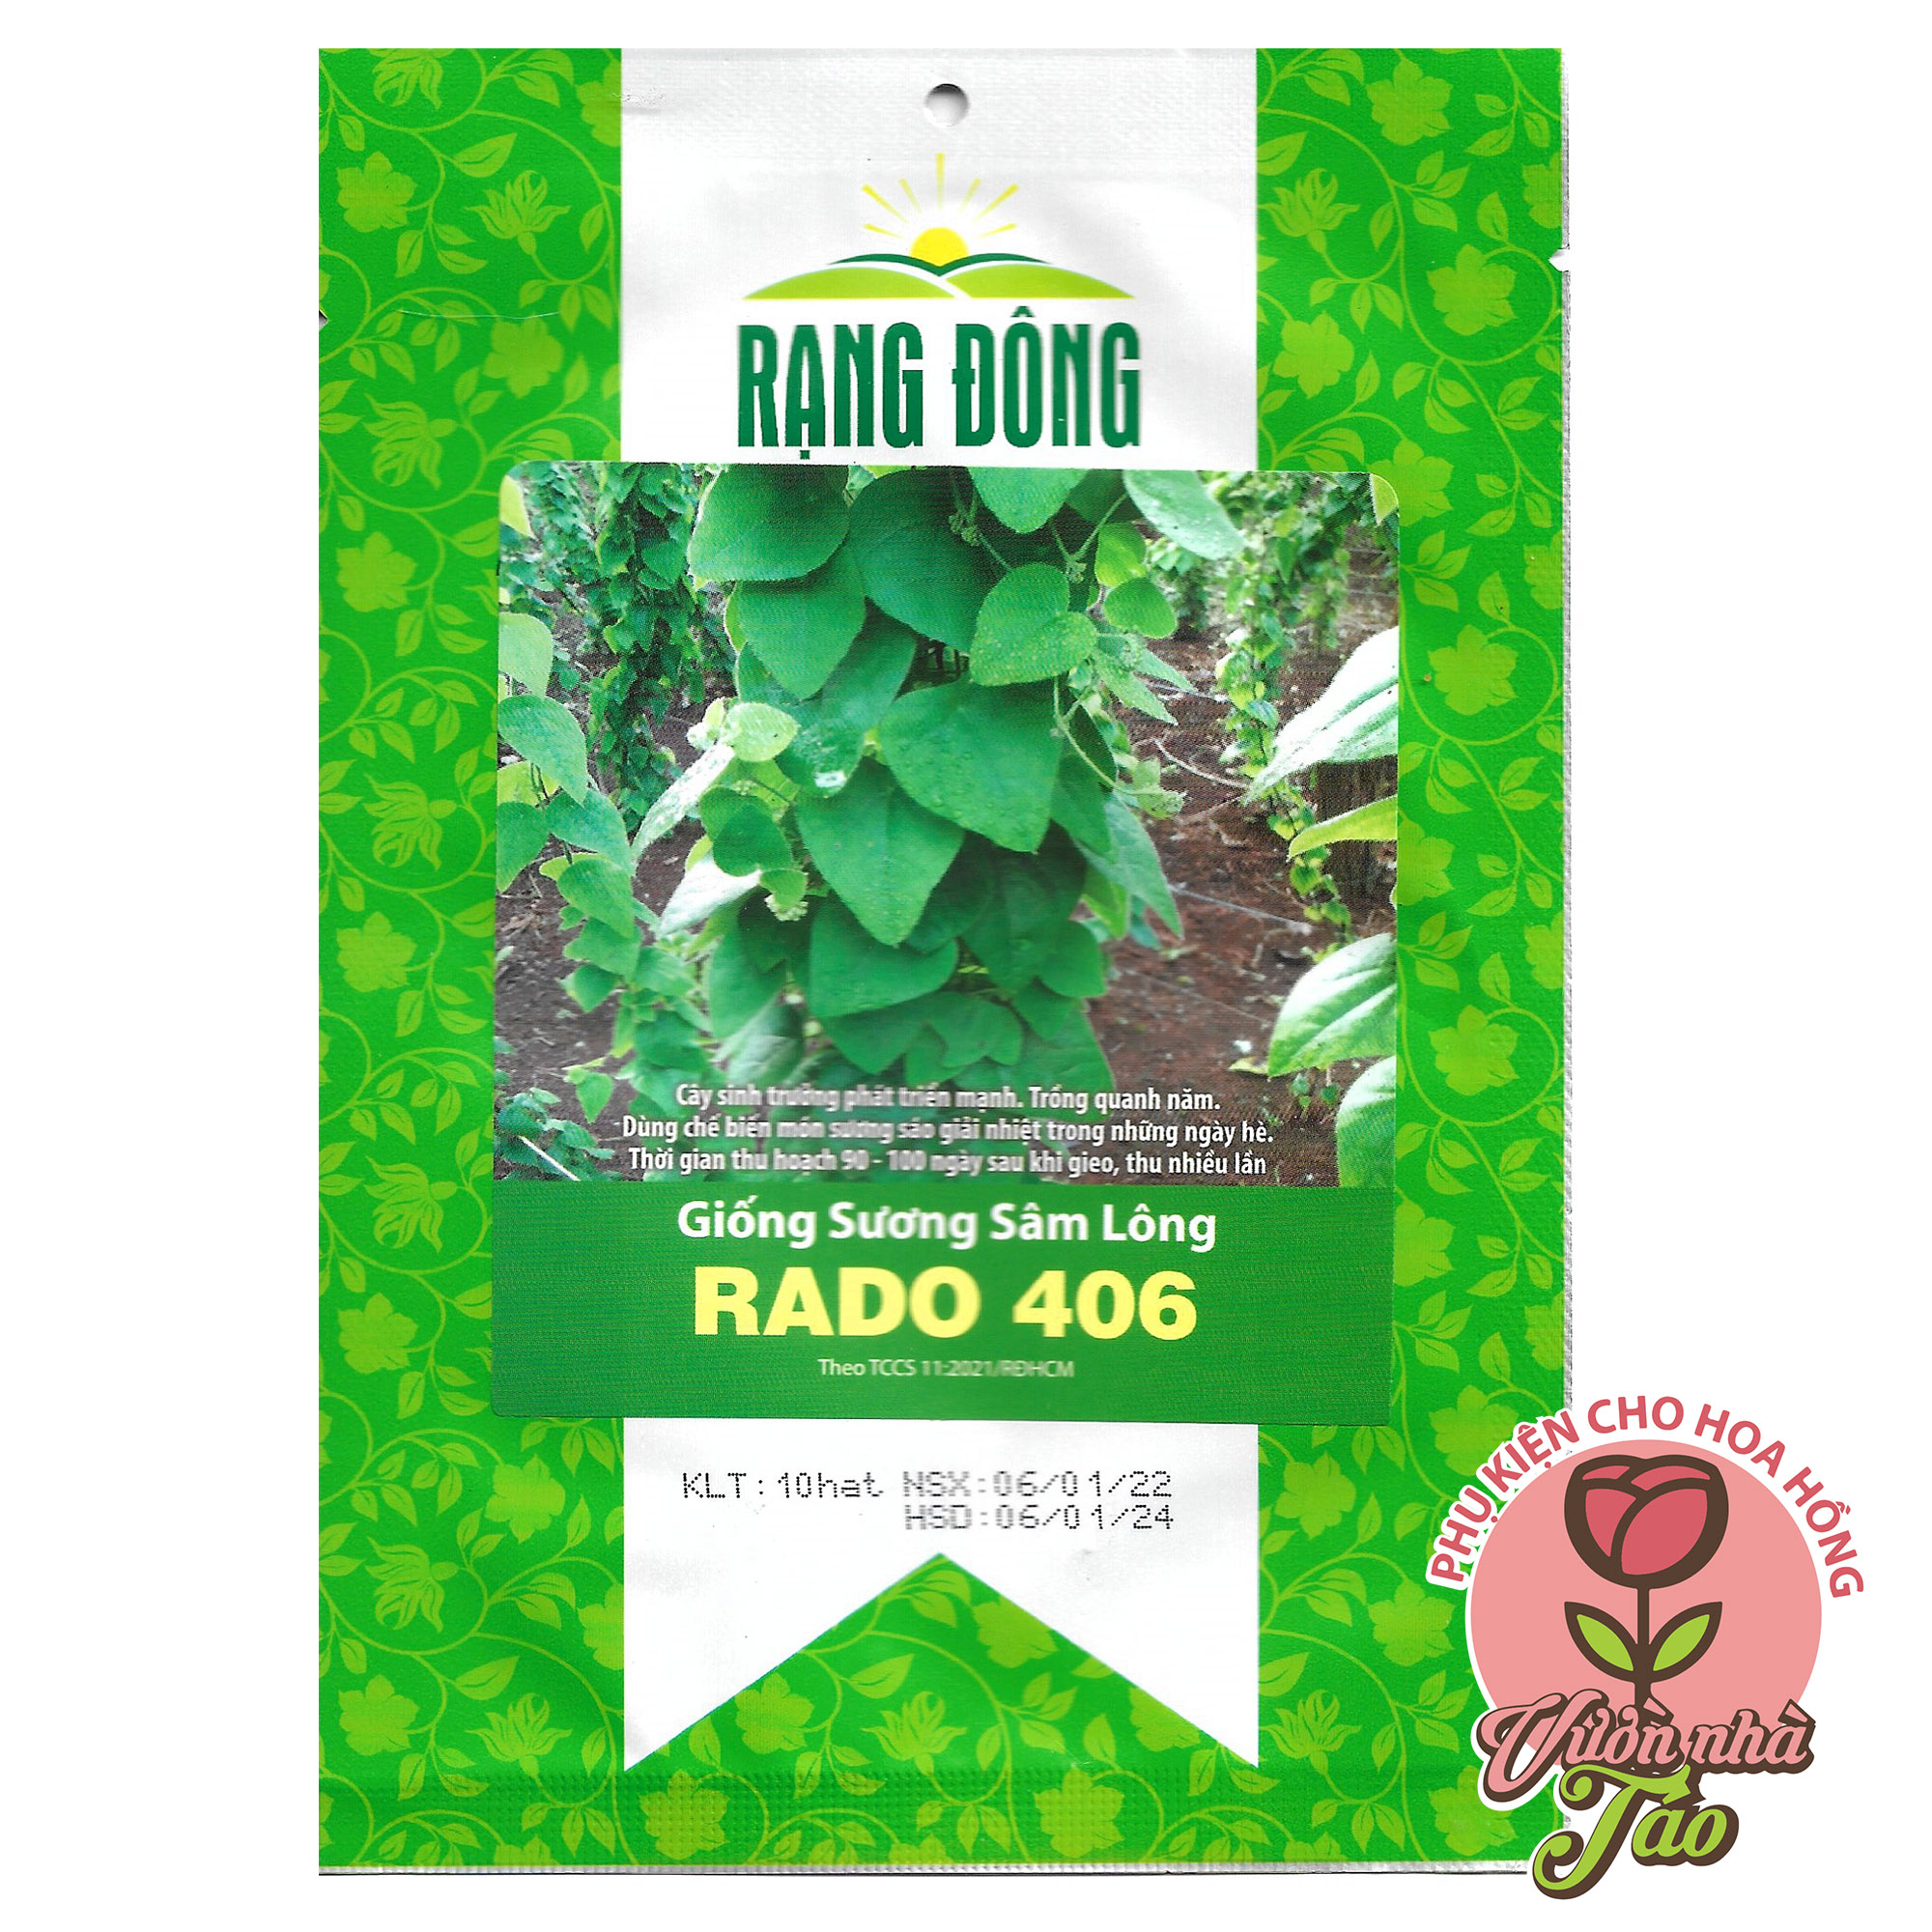 RẠNG ĐÔNG
Cây sinh trưởng phát triển mạnh. Trồng quanh năm.
Dùng chế biến món sương sáo giải nhiệt trong những ngày hè.
Thời gian thu hoạch 90 - 100 ngày sau khi gieo, thu nhiều lần
Giống Sương Sâm Lông
RADO 406
Theo TCCS 11:2021/RĐHCM
KLT: 10hat NSX: 06/01/22
HSD: 06/01/24
PHỤ KIỆN CHO HOA HỒNG
Vườn nhà
Táo